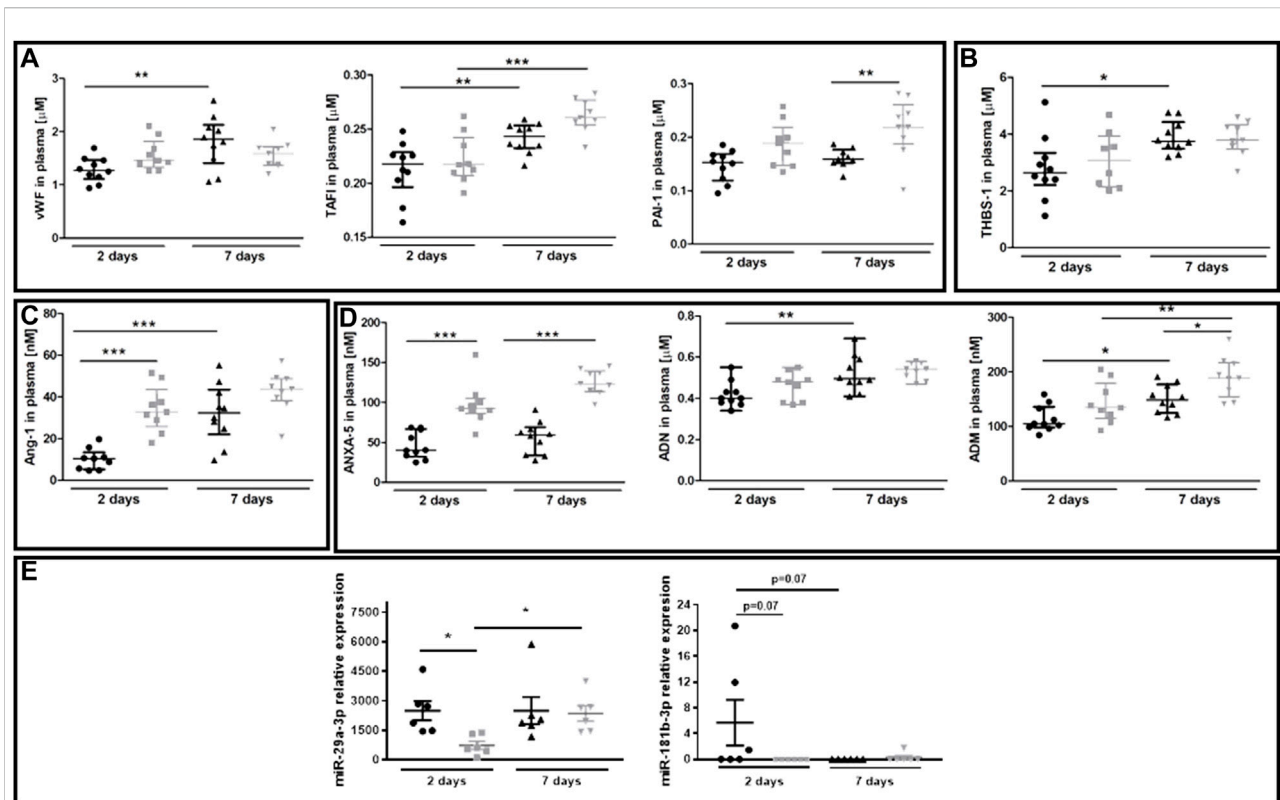 A
vWF in plasma [μM]
3
2
1
0
**
2 days
7 days
TAFI in plasma [μM]
0.30
0.25
0.20
0.15
***
**
2 days
7 days
PAI-1 in plasma [μM]
0.3
0.2
0.1
0.0
**
2 days
7 days
B
THBS-1 in plasma [μM]
6
4
2
0
*
2 days
7 days
C
Ang-1 in plasma [nM]
80
60
40
20
0
***
***
2 days
7 days
D
ANXA-5 in plasma [nM]
200
150
100
50
0
***
***
2 days
7 days
ADN in plasma [μM]
0.8
0.6
0.4
0.2
0.0
**
2 days
7 days
ADM in plasma [nM]
300
200
100
0
**
*
*
2 days
7 days
E
miR-29a-3p relative expression
7500
6000
4500
3000
1500
0
*
*
2 days
7 days
miR-181b-3p relative expression
24
20
16
12
8
4
0
p=0.07
p=0.07
2 days
7 days